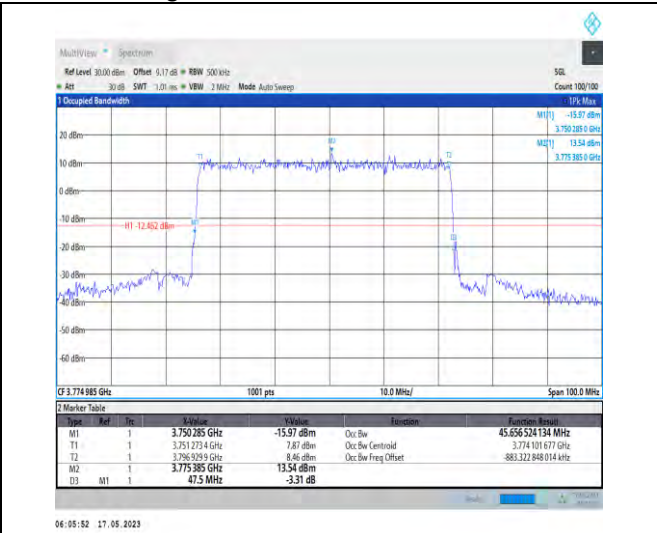 MultiView Spectrum
Ref Level 30.00 dBm Offset 9.17 dB RBW 500 kHz SGL
Att 30 dB SWT 1.01 ms VBW 2 MHz Mode Auto Sweep Count 100/100
1 Occupied Bandwidth 1Pk Max
M1[1] -15.97 dBm
3.750 285 0 GHz
M2[1] 13.54 dBm
3.775 385 0 GHz
20 dBm
M2
T1 T2
10 dBm
0 dBm
-10 dBm
H1 -12.462 dBm M1
D3
-20 dBm
-30 dBm
-40 dBm
-50 dBm
-60 dBm
CF 3.774 985 GHz 1001 pts 10.0 MHz/ Span 100.0 MHz
2 Marker Table
Type Ref Trc X-Value Y-Value Function Function Result
M1 1 3.750 285 GHz -15.97 dBm Occ Bw 45.656 524 134 MHz
T1 1 3.751 273 4 GHz 7.87 dBm Occ Bw Centroid 3.774 101 677 GHz
T2 1 3.796 929 9 GHz 8.46 dBm Occ Bw Freq Offset -883.322 848 014 kHz
M2 1 3.775 385 GHz 13.54 dBm
D3 M1 1 47.5 MHz -3.31 dB
06:05:52 17.05.2023